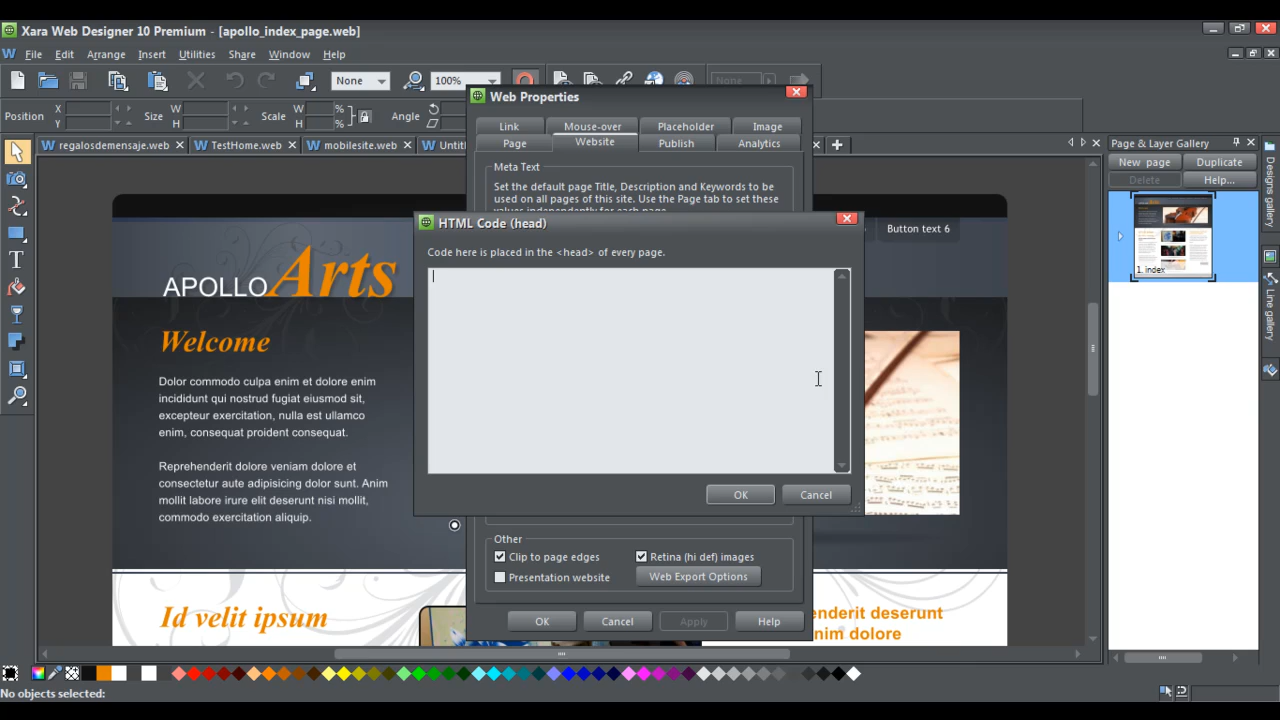 Xara Web Designer 10 Premium - [apollo_index_page.web]
File Edit Arrange Insert Utilities Share Window Help
None 100% None
Position X Y Size W H Scale W H % % Angle
regalosdemensaje.web TestHome.web mobilesite.web Untit
Web Properties
Link Mouse-over Placeholder Image
Page Website Publish Analytics
Meta Text
Set the default page Title, Description and Keywords to be
used on all pages of this site. Use the Page tab to set these
values independently for each page.
HTML Code (head)
Code here is placed in the <head> of every page.
OK Cancel
Other
Clip to page edges Retina (hi def) images
Presentation website Web Export Options
OK Cancel Apply Help
Button text 6
APOLLO Arts
Welcome
Dolor commodo culpa enim et dolore enim
incididunt qui nostrud fugiat eiusmod sit,
excepteur exercitation, nulla est ullamco
enim, consequat proident consequat.
Reprehenderit dolore veniam dolore et
consectetur aute adipisicing dolor sunt. Anim
mollit labore irure elit deserunt nisi mollit,
commodo exercitation aliquip.
Id velit ipsum
enderit deserunt
nim dolore
Page & Layer Gallery
New page Duplicate
Delete Help...
1. index
Designs gallery
Line gallery
No objects selected: